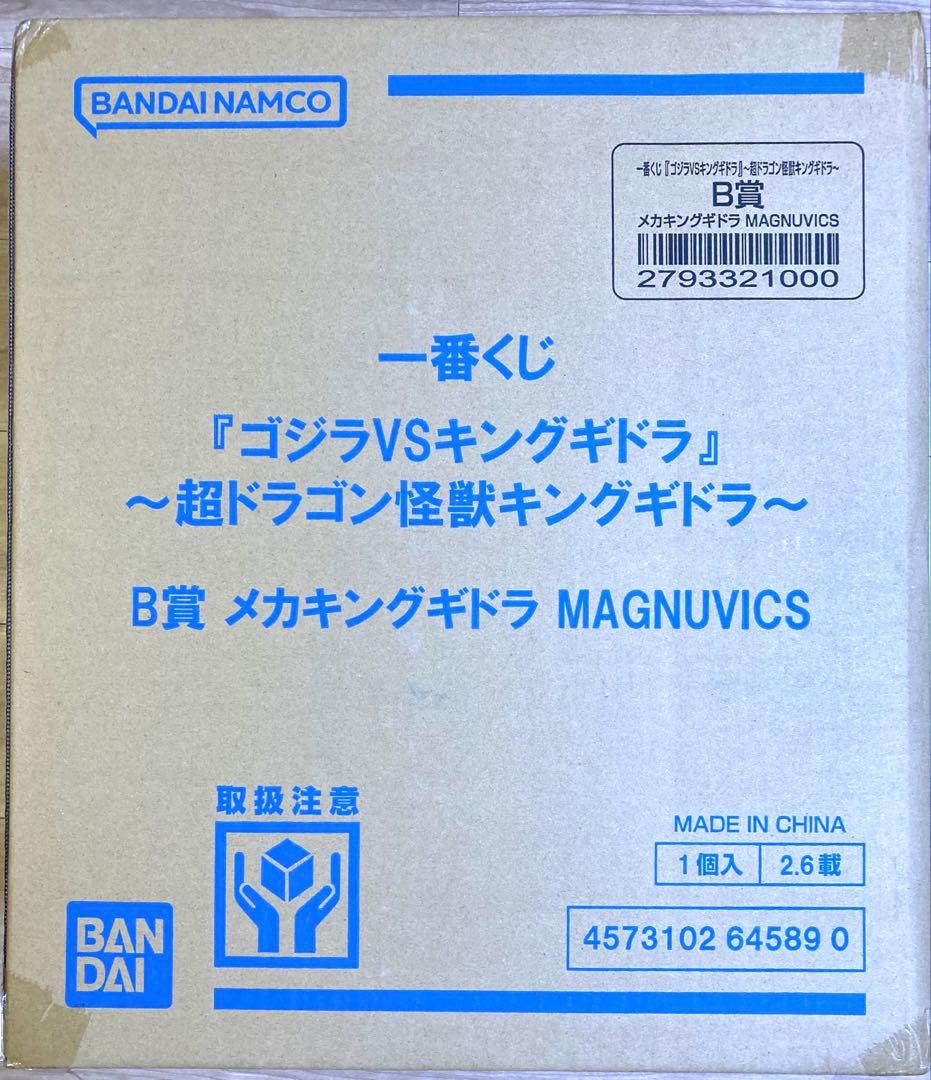 BANDAI NAMCO
一番くじ『ゴジラVSキングギドラ』～超ドラゴン怪獣キングギドラ～
B賞
メカキングギドラ MAGNUVICS
2793321000
一番くじ
『ゴジラVSキングギドラ』
～超ドラゴン怪獣キングギドラ～
B賞 メカキングギドラ MAGNUVICS
取扱注意
MADE IN CHINA
1個入 2.6載
4573102 64589 0
BAN
DAI